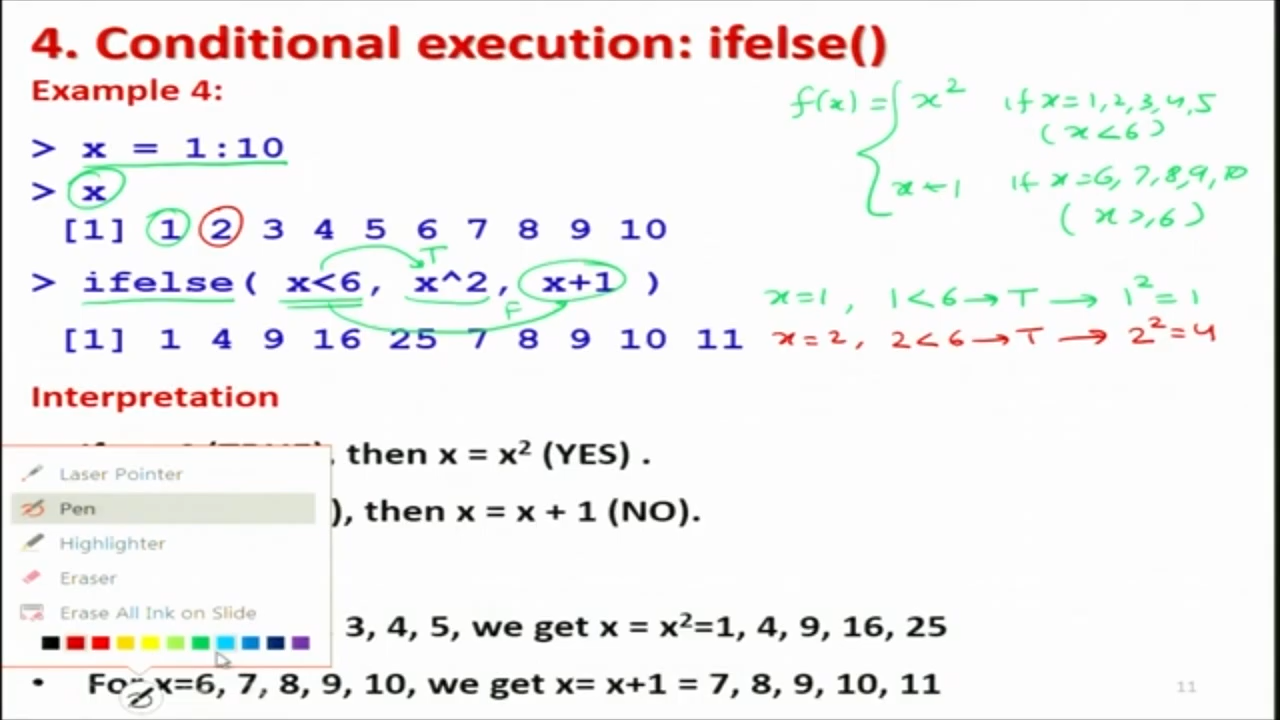 4. Conditional execution: ifelse()
Example 4:
> x = 1:10
> x
[1] 1 2 3 4 5 6 7 8 9 10
> ifelse( x<6, x^2, x+1 )
T
F
[1] 1 4 9 16 25 7 8 9 10 11
f(x) = x² if x=1,2,3,4,5
(x<6)
x+1 if x=6,7,8,9,10
(x≥6)
x=1, 1<6→T → 1²=1
x=2, 2<6→T → 2²=4
Interpretation
, then x = x² (YES) .
), then x = x + 1 (NO).
3, 4, 5, we get x = x²=1, 4, 9, 16, 25
• For x=6, 7, 8, 9, 10, we get x= x+1 = 7, 8, 9, 10, 11
Laser Pointer
Pen
Highlighter
Eraser
Erase All Ink on Slide
11